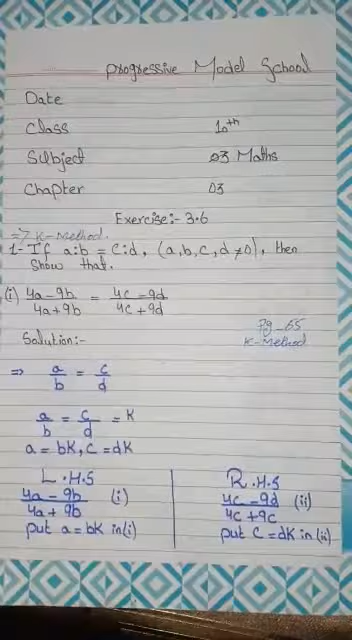 Progressive Model School
Date
Class 10th
Subject 03 Maths
Chapter 03
Exercise:- 3.6
=> K-Method.
1- If a:b = c:d, (a,b,c,d ≠0), then
Show that.
(i) 4a-9b/4a+9b = 4c-9d/4c+9d
Solution:-
Pg_65
K-Method
=> a/b = c/d
a/b = c/d = K
a = bK, c = dK
L.H.S
4a-9b/4a+9b (i)
put a=bK in(i)
R.H.S
4c-9d/4c+9c (ii)
put c=dK in(ii)